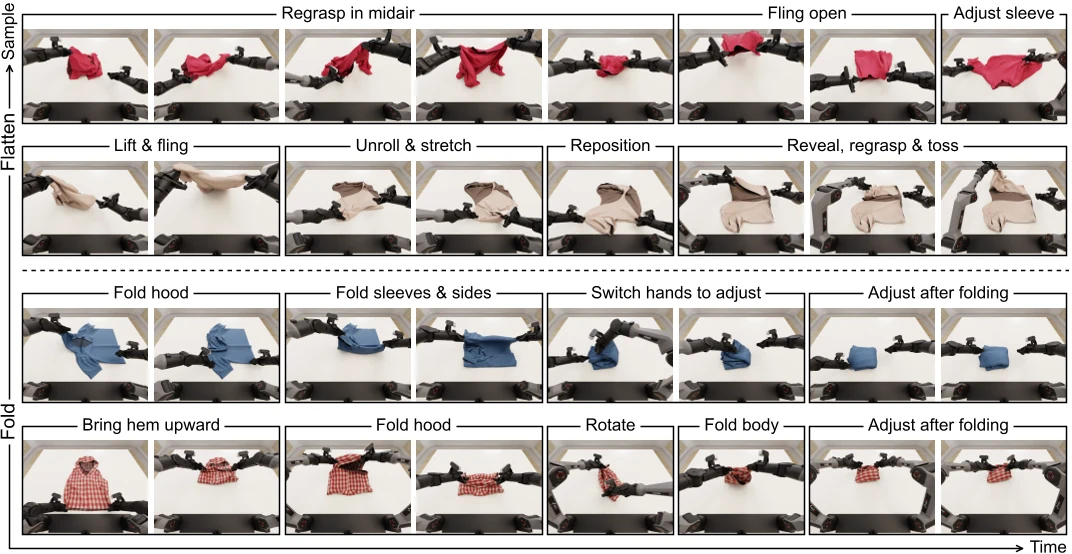 Sample
Flatten
Fold
Regrasp in midair
Fling open
Adjust sleeve
Lift & fling
Unroll & stretch
Reposition
Reveal, regrasp & toss
Fold hood
Fold sleeves & sides
Switch hands to adjust
Adjust after folding
Bring hem upward
Fold hood
Rotate
Fold body
Adjust after folding
Time